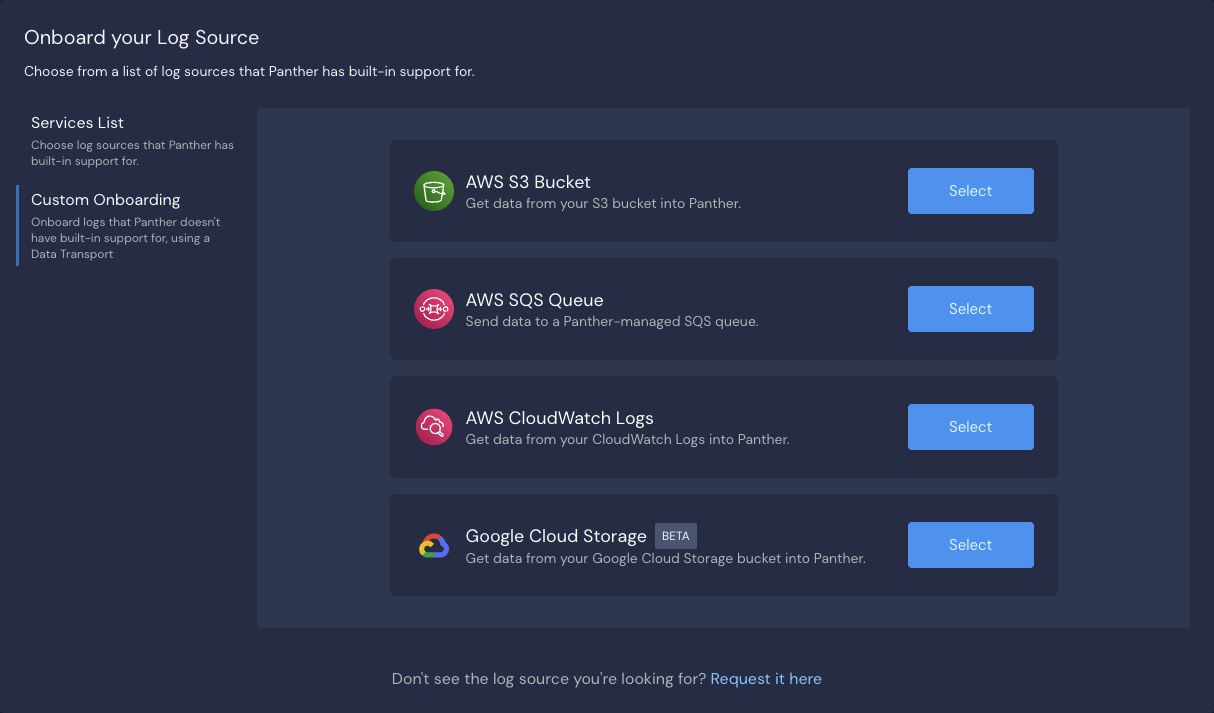 Onboard your Log Source
Choose from a list of log sources that Panther has built-in support for.
Services List
Choose log sources that Panther has
built-in support for.
Custom Onboarding
Onboard logs that Panther doesn't
have built-in support for, using a
Data Transport
AWS S3 Bucket
Get data from your S3 bucket into Panther.
Select
AWS SQS Queue
Send data to a Panther-managed SQS queue.
Select
AWS CloudWatch Logs
Get data from your CloudWatch Logs into Panther.
Select
Google Cloud Storage BETA
Get data from your Google Cloud Storage bucket into Panther.
Select
Don't see the log source you're looking for? Request it here